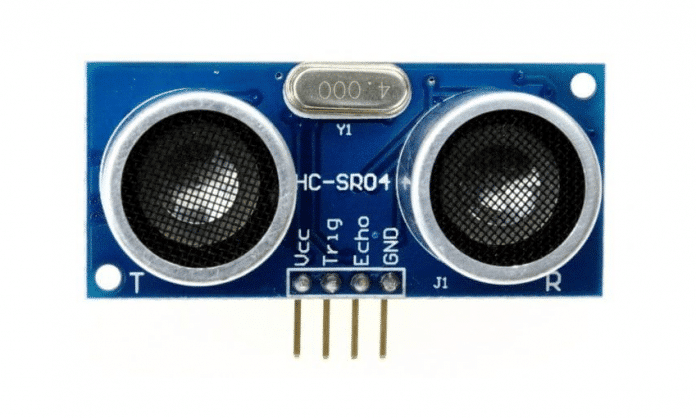 4.000
Y1
HC-SR04
Vcc
Trig
Echo
GND
J1
T
R